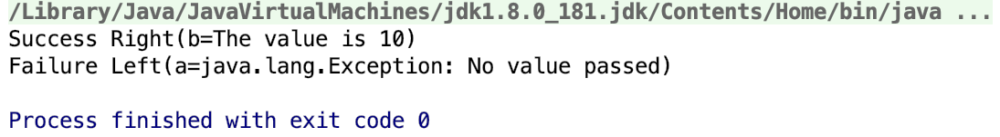 /Library/Java/JavaVirtualMachines/jdk1.8.0_181.jdk/Contents/Home/bin/java ...
Success Right(b=The value is 10)
Failure Left(a=java.lang.Exception: No value passed)
Process finished with exit code 0